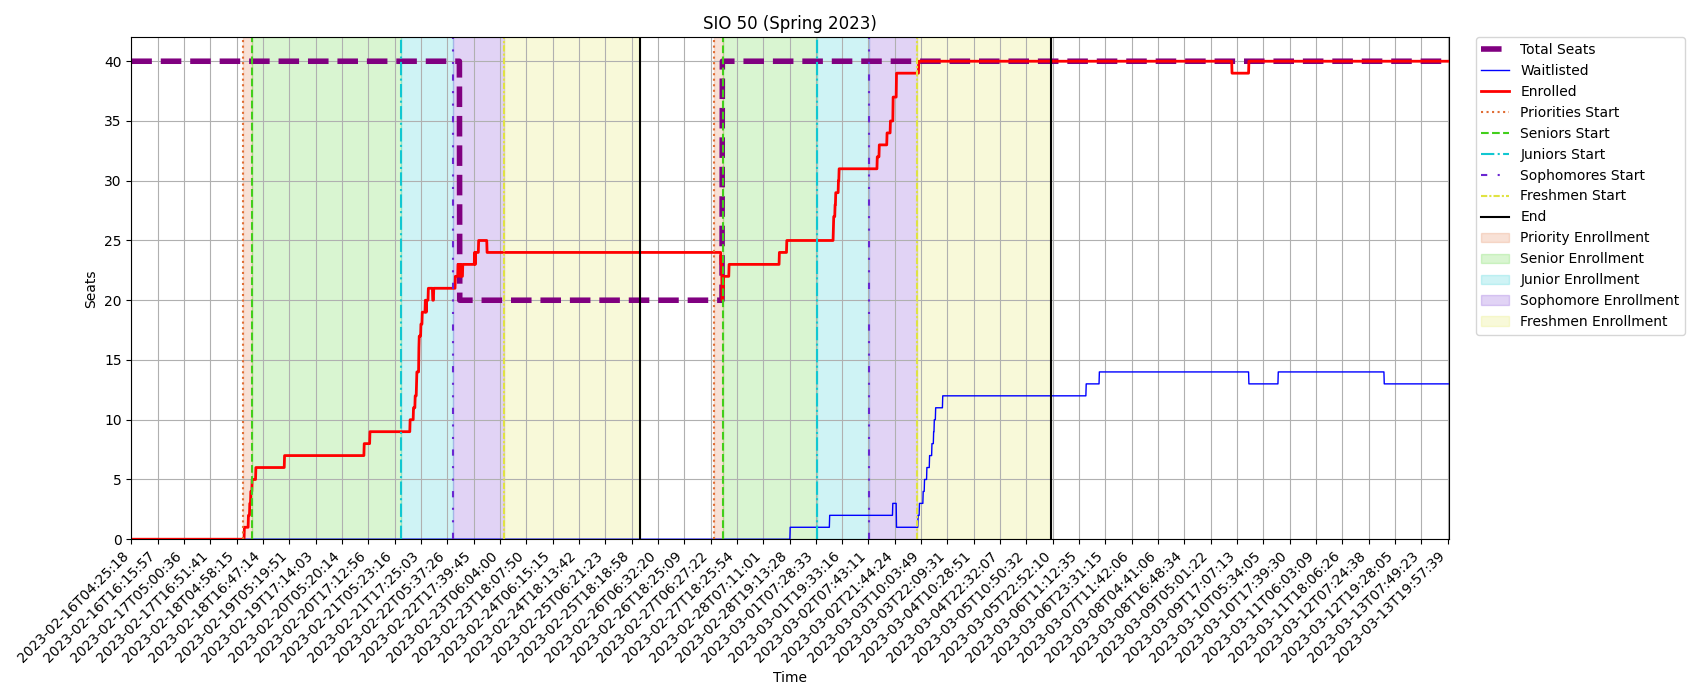 SIO 50 (Spring 2023)
Seats
40
35
30
25
20
15
10
5
0
2023-02-16T04:25:18
2023-02-16T16:15:57
2023-02-17T05:00:36
2023-02-17T16:51:41
2023-02-18T04:58:15
2023-02-18T16:47:14
2023-02-19T05:19:51
2023-02-19T17:14:03
2023-02-20T05:20:14
2023-02-20T17:12:56
2023-02-21T05:23:16
2023-02-21T17:25:03
2023-02-22T05:37:26
2023-02-22T17:39:45
2023-02-23T06:04:00
2023-02-23T18:07:50
2023-02-24T06:15:15
2023-02-24T18:13:42
2023-02-25T06:21:23
2023-02-25T18:18:58
2023-02-26T06:32:20
2023-02-26T18:25:09
2023-02-27T06:27:22
2023-02-27T18:25:54
2023-02-28T07:11:01
2023-02-28T19:13:28
2023-03-01T07:28:33
2023-03-01T19:33:16
2023-03-02T07:43:11
2023-03-02T21:44:24
2023-03-03T10:03:49
2023-03-03T22:09:31
2023-03-04T10:28:51
2023-03-04T22:32:07
2023-03-05T10:50:32
2023-03-05T22:52:10
2023-03-06T11:12:35
2023-03-06T23:31:15
2023-03-07T11:42:06
2023-03-08T04:41:06
2023-03-08T16:48:34
2023-03-09T05:01:22
2023-03-09T17:07:13
2023-03-10T05:34:05
2023-03-10T17:39:30
2023-03-11T06:03:09
2023-03-11T18:06:26
2023-03-12T07:24:38
2023-03-12T19:28:05
2023-03-13T07:49:23
2023-03-13T19:57:39
Time
Total Seats
Waitlisted
Enrolled
Priorities Start
Seniors Start
Juniors Start
Sophomores Start
Freshmen Start
End
Priority Enrollment
Senior Enrollment
Junior Enrollment
Sophomore Enrollment
Freshmen Enrollment